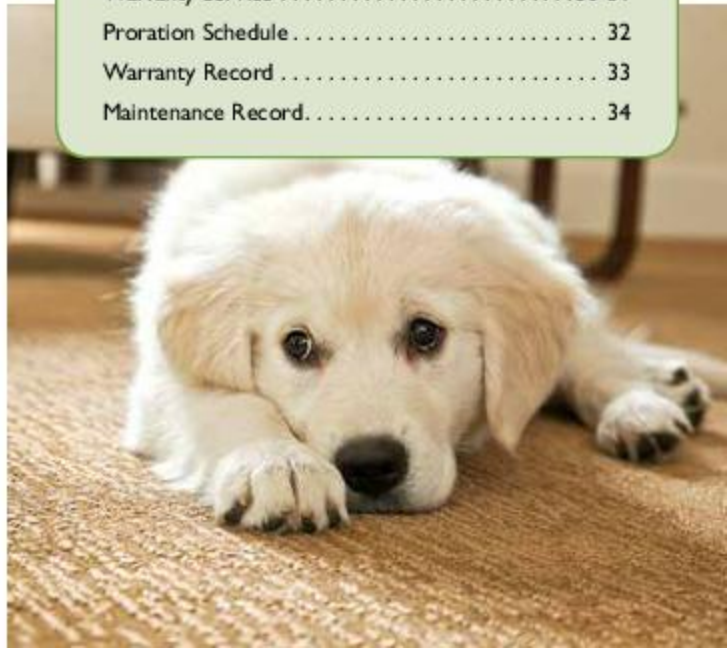 Proration Schedule . . . . . . . . . . . . . . . . . . . . . . . . . . 32
Warranty Record . . . . . . . . . . . . . . . . . . . . . . . . . . . 33
Maintenance Record. . . . . . . . . . . . . . . . . . . . . . . . . 34